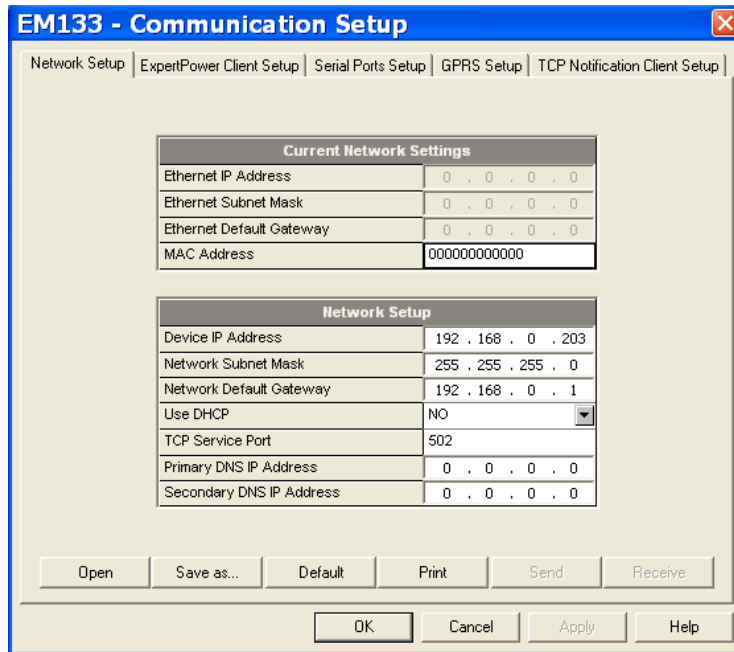 EM133 - Communication Setup
Network Setup ExpertPower Client Setup Serial Ports Setup GPRS Setup TCP Notification Client Setup
Current Network Settings
Ethernet IP Address 0 . 0 . 0 . 0
Ethernet Subnet Mask 0 . 0 . 0 . 0
Ethernet Default Gateway 0 . 0 . 0 . 0
MAC Address 000000000000
Network Setup
Device IP Address 192 . 168 . 0 . 203
Network Subnet Mask 255 . 255 . 255 . 0
Network Default Gateway 192 . 168 . 0 . 1
Use DHCP NO
TCP Service Port 502
Primary DNS IP Address 0 . 0 . 0 . 0
Secondary DNS IP Address 0 . 0 . 0 . 0
Open Save as... Default Print Send Receive
OK Cancel Apply Help